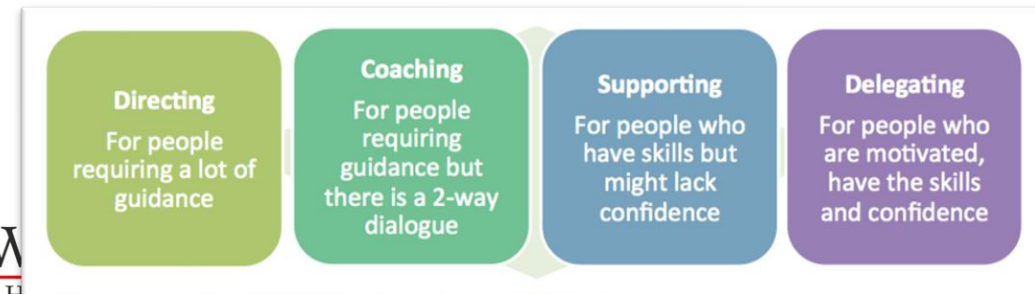 Directing
For people
requiring a lot of
guidance
Coaching
For people
requiring
guidance but
there is a 2-way
dialogue
Supporting
For people who
have skills but
might lack
confidence
Delegating
For people who
are motivated,
have the skills
and confidence
W
H